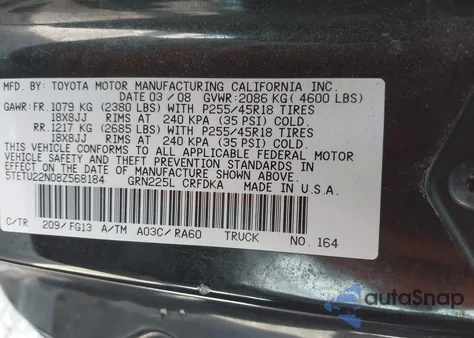 MFD. BY: TOYOTA MOTOR MANUFACTURING CALIFORNIA INC.
DATE 03/08 GVWR:2086 KG( 4600 LBS)
GAWR:FR. 1079 KG (2380 LBS) WITH P255/45R18 TIRES
18X8JJ RIMS AT 240 KPA (35 PSI) COLD.
RR. 1217 KG (2685 LBS) WITH P255/45R18 TIRES
18X8JJ RIMS AT 240 KPA (35 PSI) COLD.
THIS VEHICLE CONFORMS TO ALL APPLICABLE FEDERAL MOTOR
VEHICLE SAFETY AND THEFT PREVENTION STANDARDS IN
EFFECT ON THE DATE OF MANUFACTURE SHOWN ABOVE.
5TETU22N08Z568184 GRN225L CRFDKA MADE IN U.S.A.
C/TR 209/FG13 A/TM A03C/RA60 TRUCK NO. 164
autoSnap